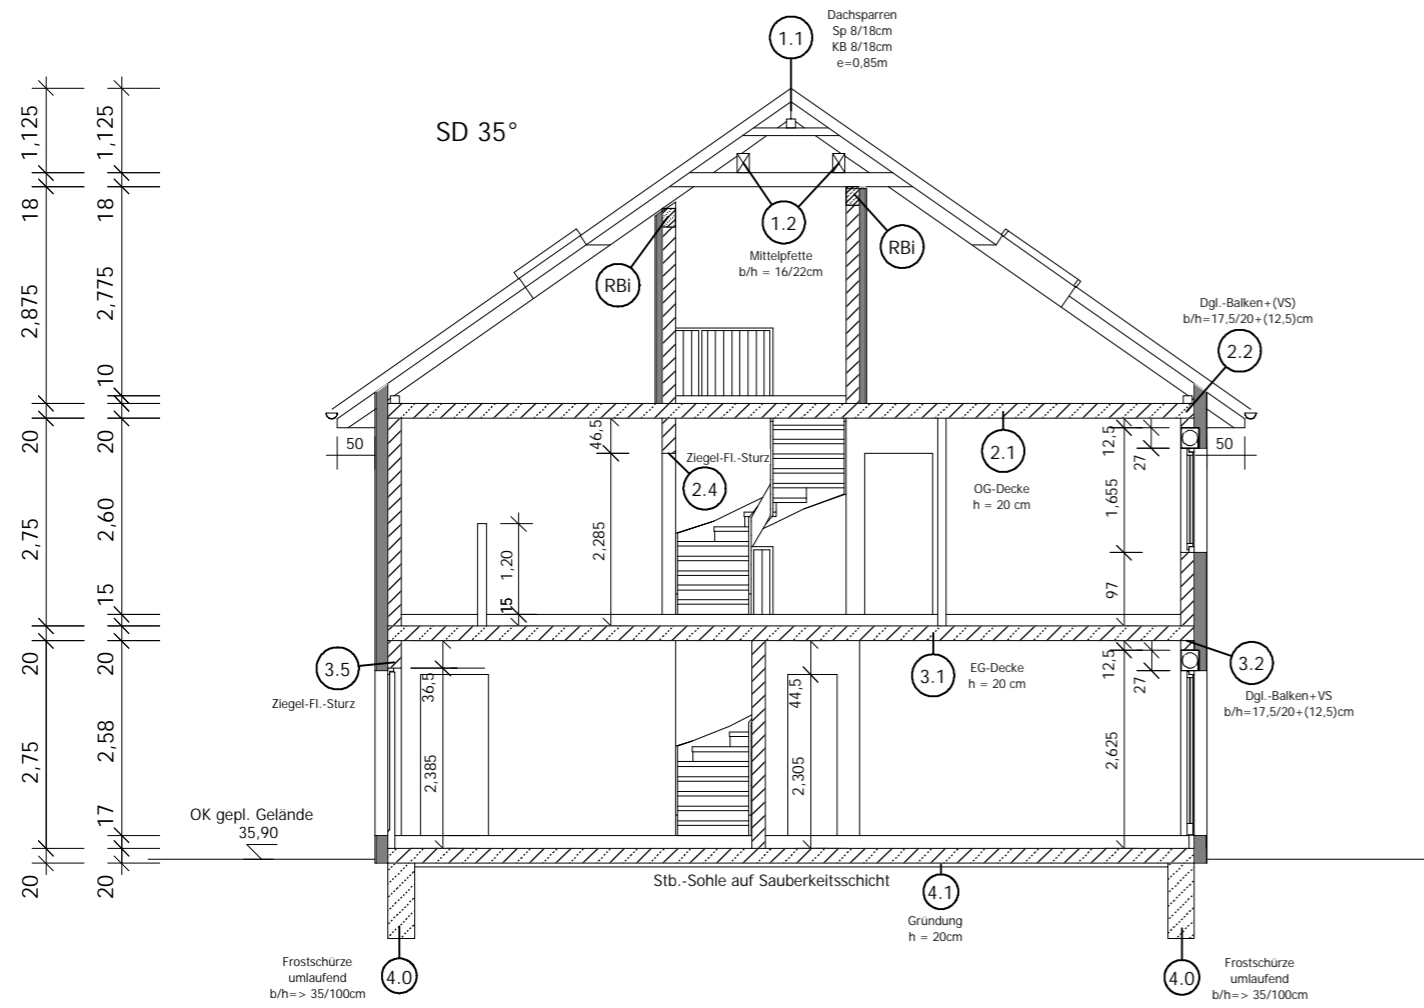 1.1
Dachsparren
Sp 8/18cm
KB 8/18cm
e=0,85m
SD 35°
1,125
1,125
18
18
2,875
2,775
10
20
20
2,75
2,60
15
20
20
2,75
2,58
17
20
20
1.2
Mittelpfette
b/h = 16/22cm
RBi
RBi
Dgl.-Balken+(VS)
b/h=17,5/20+(12,5)cm
2.2
50
50
46,5
2,285
Ziegel-Fl.-Sturz
2.4
2.1
OG-Decke
h = 20 cm
12,5
27
1,655
97
1,20
15
3.5
Ziegel-Fl.-Sturz
36,5
2,385
44,5
2,305
3.1
EG-Decke
h = 20 cm
12,5
27
2,625
3.2
Dgl.-Balken+VS
b/h=17,5/20+(12,5)cm
OK gepl. Gelände
35,90
Stb.-Sohle auf Sauberkeitsschicht
4.1
Gründung
h = 20cm
Frostschürze
umlaufend
b/h=> 35/100cm
4.0
4.0
Frostschürze
umlaufend
b/h=> 35/100cm